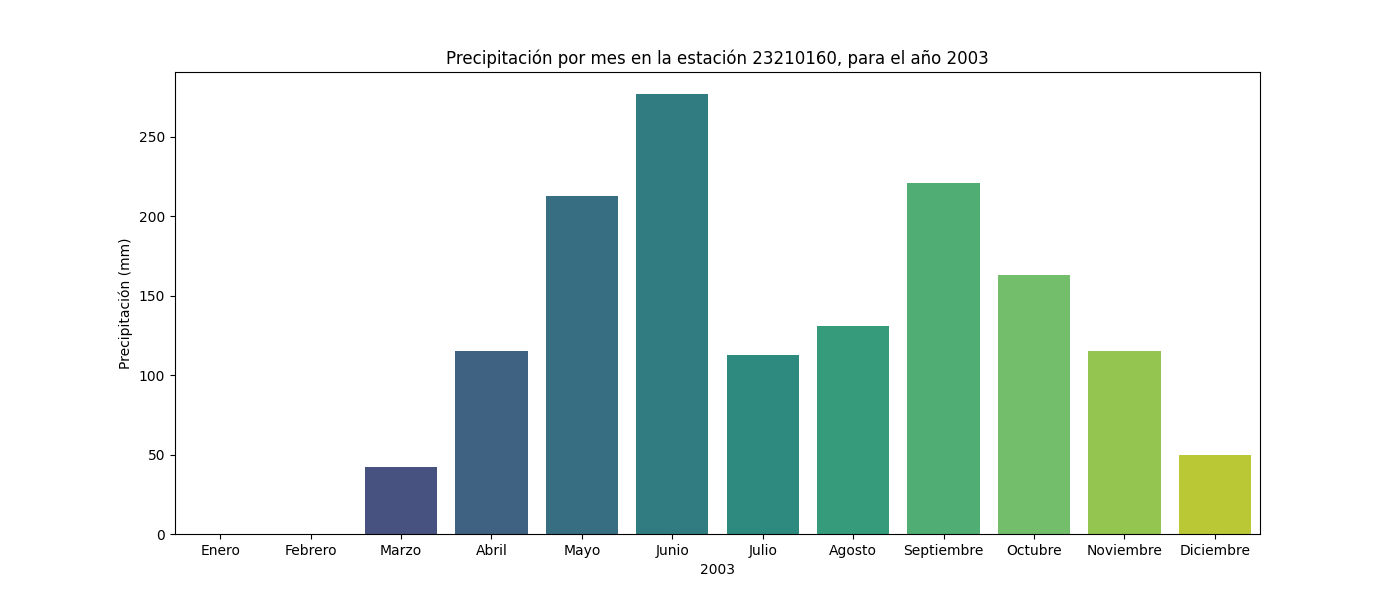 Precipitación por mes en la estación 23210160, para el año 2003
Precipitación (mm)
250
200
150
100
50
0
Enero Febrero Marzo Abril Mayo Junio Julio Agosto Septiembre Octubre Noviembre Diciembre
2003